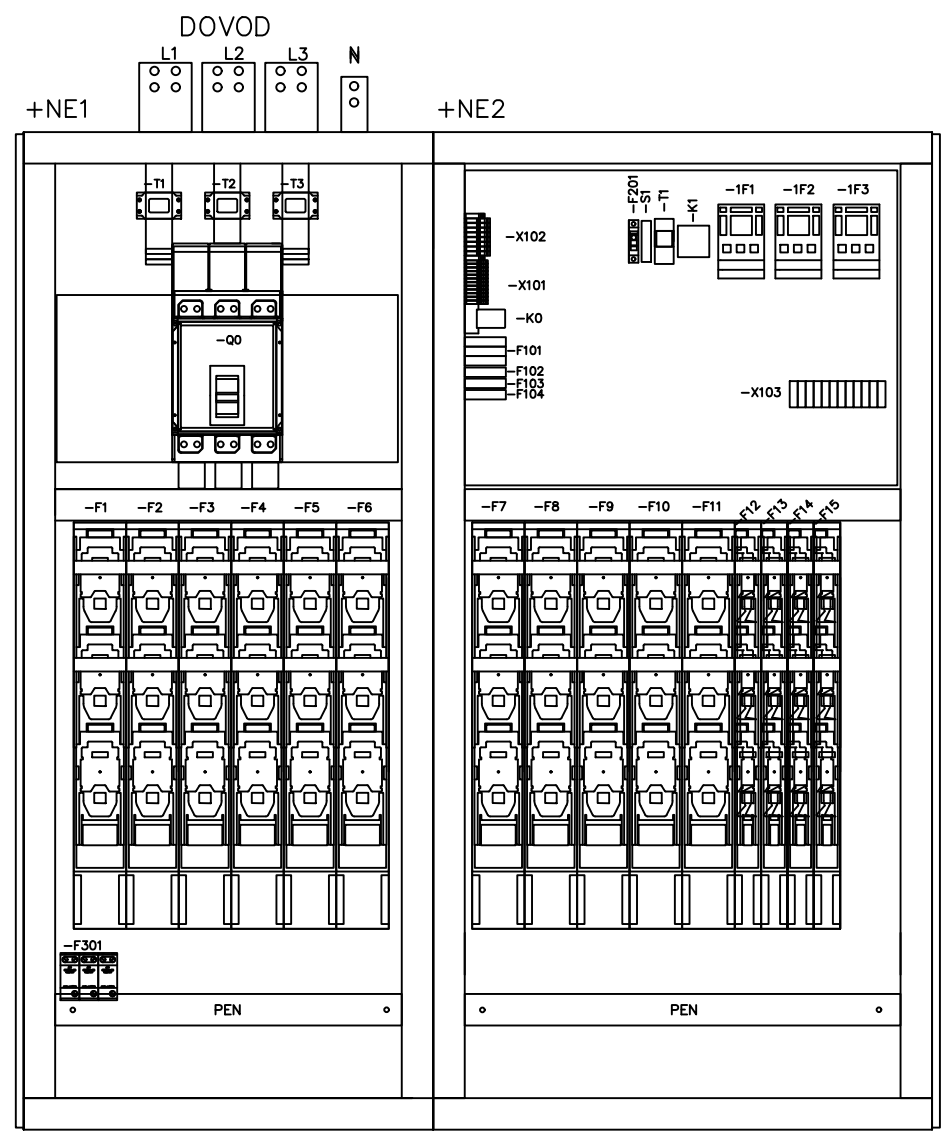 DOVOD
L1 L2 L3 N
+NE1 +NE2
-T1 -T2 -T3
-F201 -S1 -T1 -K1 -1F1 -1F2 -1F3
-X102
-X101
-K0
-Q0
-F101
-F102
-F103
-F104
-X103
-F1 -F2 -F3 -F4 -F5 -F6 -F7 -F8 -F9 -F10 -F11 -F12 -F13 -F14 -F15
-F301
PEN PEN